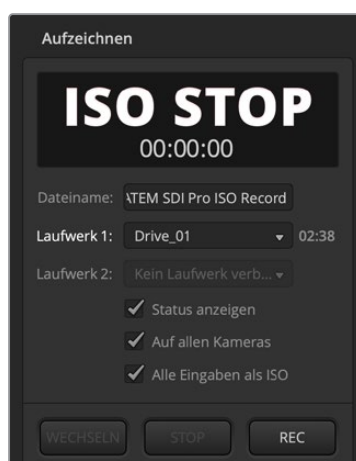 Aufzeichnen
ISO STOP
00:00:00
Dateiname: ATEM SDI Pro ISO Record
Laufwerk 1: Drive_01 02:38
Laufwerk 2: Kein Laufwerk verb...
Status anzeigen
Auf allen Kameras
Alle Eingaben als ISO
WECHSELN STOP REC